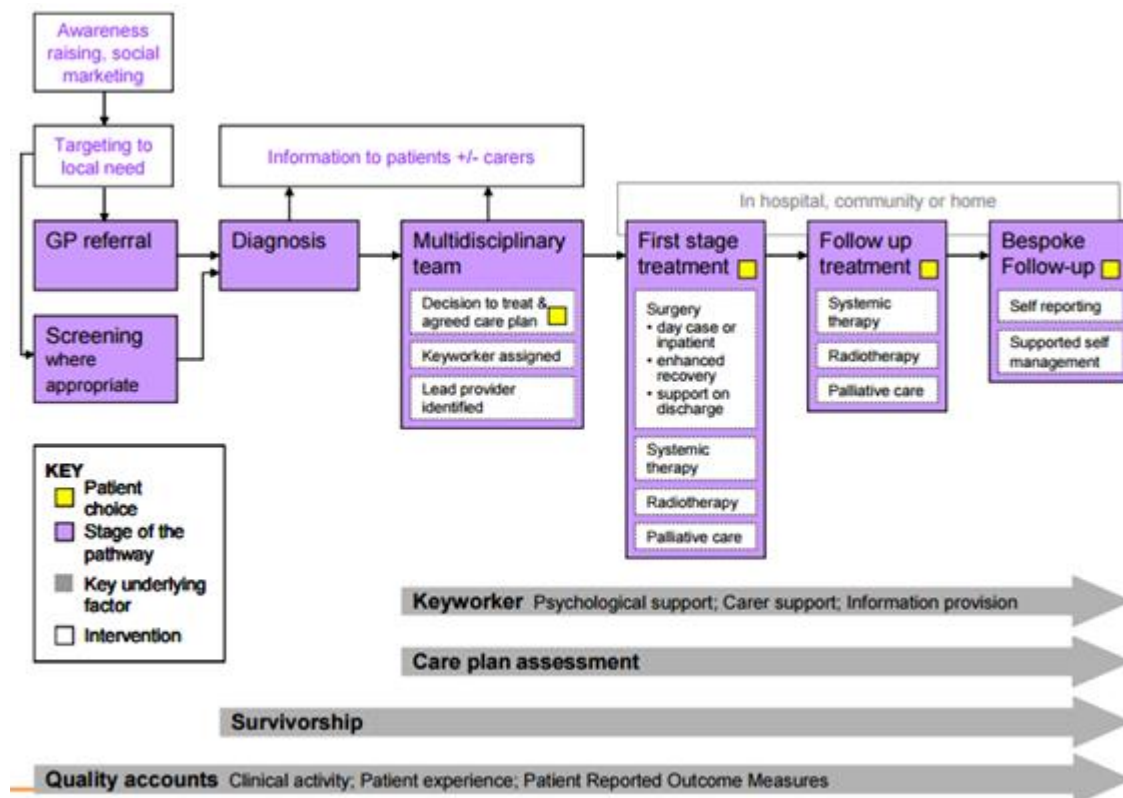 Awareness
raising, social
marketing
Targeting to
local need
Information to patients +/- carers
In hospital, community or home
GP referral
Screening
where
appropriate
Diagnosis
Multidisciplinary
team
Decision to treat &
agreed care plan
Keyworker assigned
Lead provider
identified
First stage
treatment
Surgery
• day case or
inpatient
• enhanced
recovery
• support on
discharge
Systemic
therapy
Radiotherapy
Palliative care
Follow up
treatment
Systemic
therapy
Radiotherapy
Palliative care
Bespoke
Follow-up
Self reporting
Supported self
management
KEY
Patient
choice
Stage of the
pathway
Key underlying
factor
Intervention
Keyworker Psychological support; Carer support; Information provision
Care plan assessment
Survivorship
Quality accounts Clinical activity; Patient experience; Patient Reported Outcome Measures